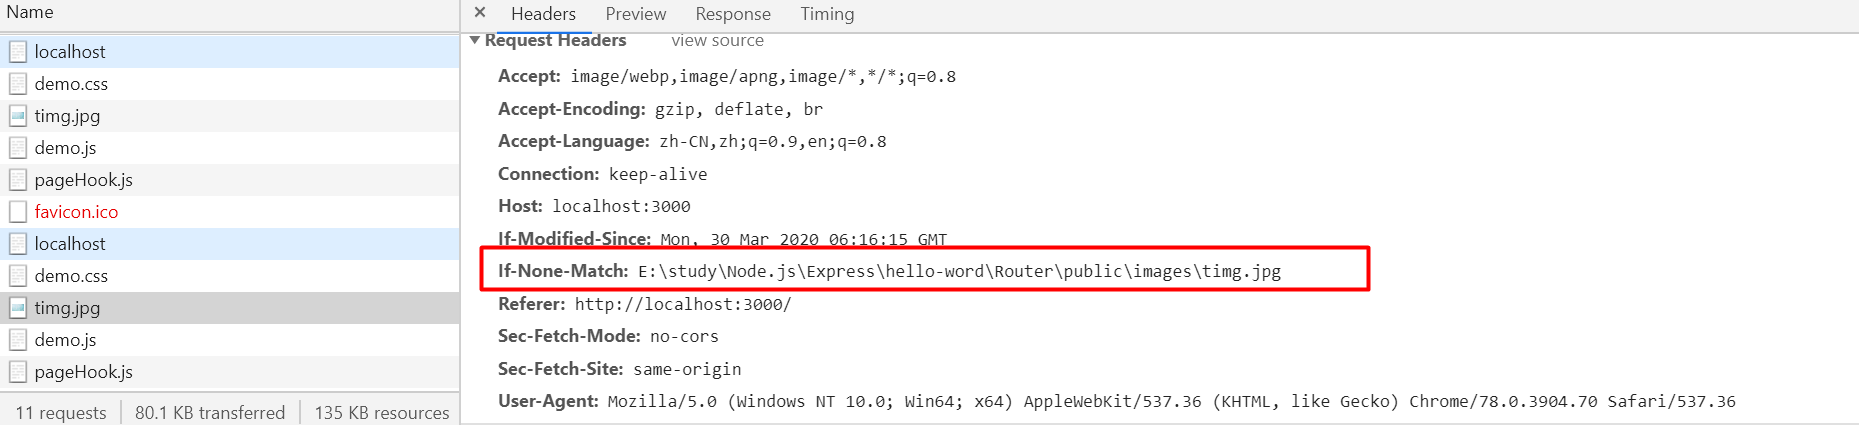 Name
localhost
demo.css
timg.jpg
demo.js
pageHook.js
favicon.ico
localhost
demo.css
timg.jpg
demo.js
pageHook.js
11 requests 80.1 KB transferred 135 KB resources
× Headers Preview Response Timing
Request Headers view source
Accept: image/webp,image/apng,image/*,*/*;q=0.8
Accept-Encoding: gzip, deflate, br
Accept-Language: zh-CN,zh;q=0.9,en;q=0.8
Connection: keep-alive
Host: localhost:3000
If-Modified-Since: Mon, 30 Mar 2020 06:16:15 GMT
If-None-Match: E:\study\Node.js\Express\hello-word\Router\public\images\timg.jpg
Referer: http://localhost:3000/
Sec-Fetch-Mode: no-cors
Sec-Fetch-Site: same-origin
User-Agent: Mozilla/5.0 (Windows NT 10.0; Win64; x64) AppleWebKit/537.36 (KHTML, like Gecko) Chrome/78.0.3904.70 Safari/537.36